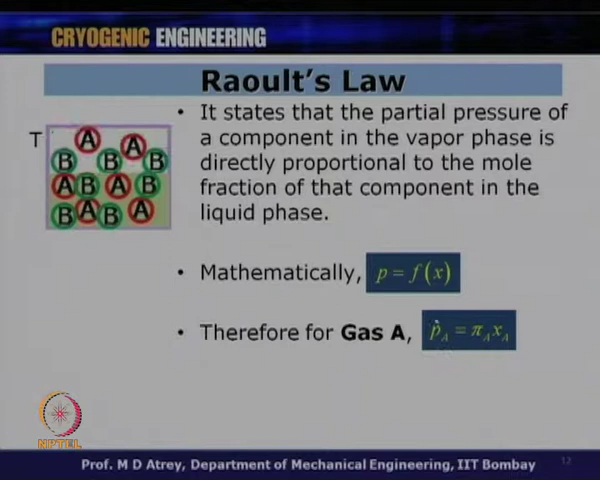 CRYOGENIC ENGINEERING
Raoult's Law
• It states that the partial pressure of
a component in the vapor phase is
directly proportional to the mole
fraction of that component in the
liquid phase.
T
A A
B B B
A B A B
B A B A
• Mathematically, p = f(x)
• Therefore for Gas A, p_A = π_A x_A
NPTEL
Prof. M D Atrey, Department of Mechanical Engineering, IIT Bombay 12